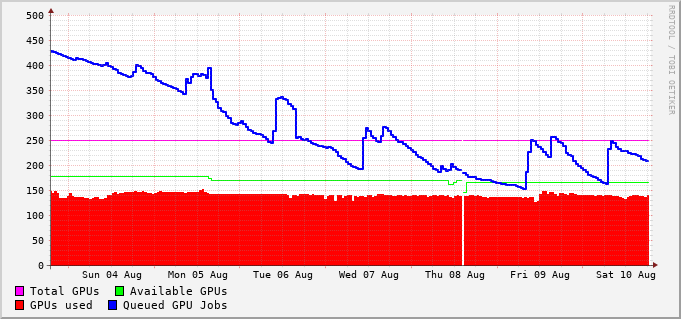 500
450
400
350
300
250
200
150
100
50
0
Sun 04 Aug Mon 05 Aug Tue 06 Aug Wed 07 Aug Thu 08 Aug Fri 09 Aug Sat 10 Aug
Total GPUs Available GPUs
GPUs used Queued GPU Jobs
RRDTOOL / TOBI OETIKER